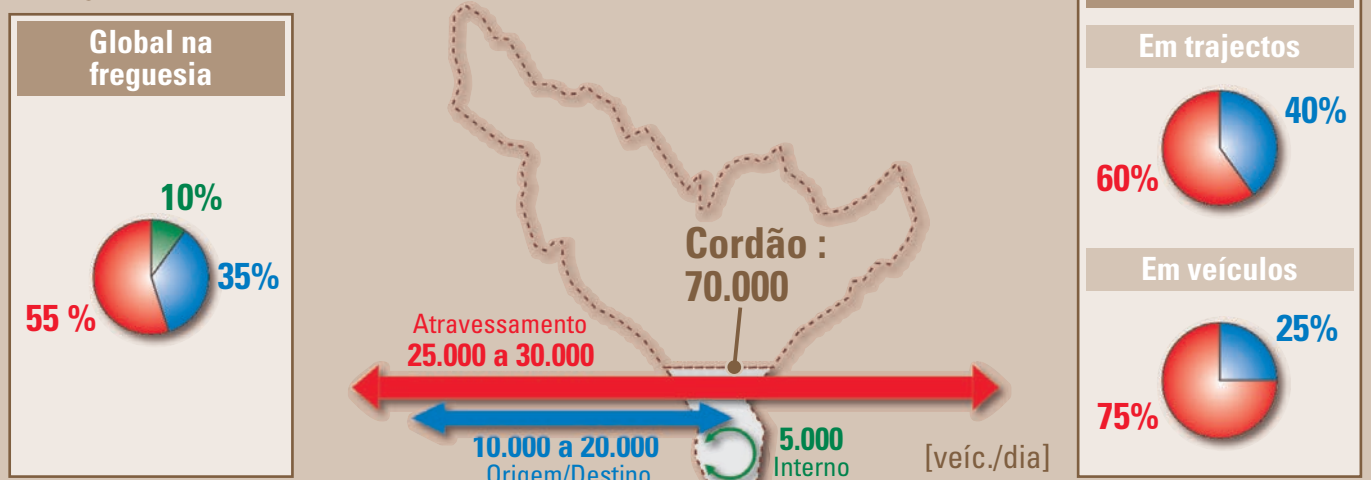 Global na
freguesia
10%
35%
55 %
Cordão :
70.000
Atravessamento
25.000 a 30.000
10.000 a 20.000
Origem/Destino
5.000
Interno
[veíc./dia]
Em trajectos
40%
60%
Em veículos
25%
75%